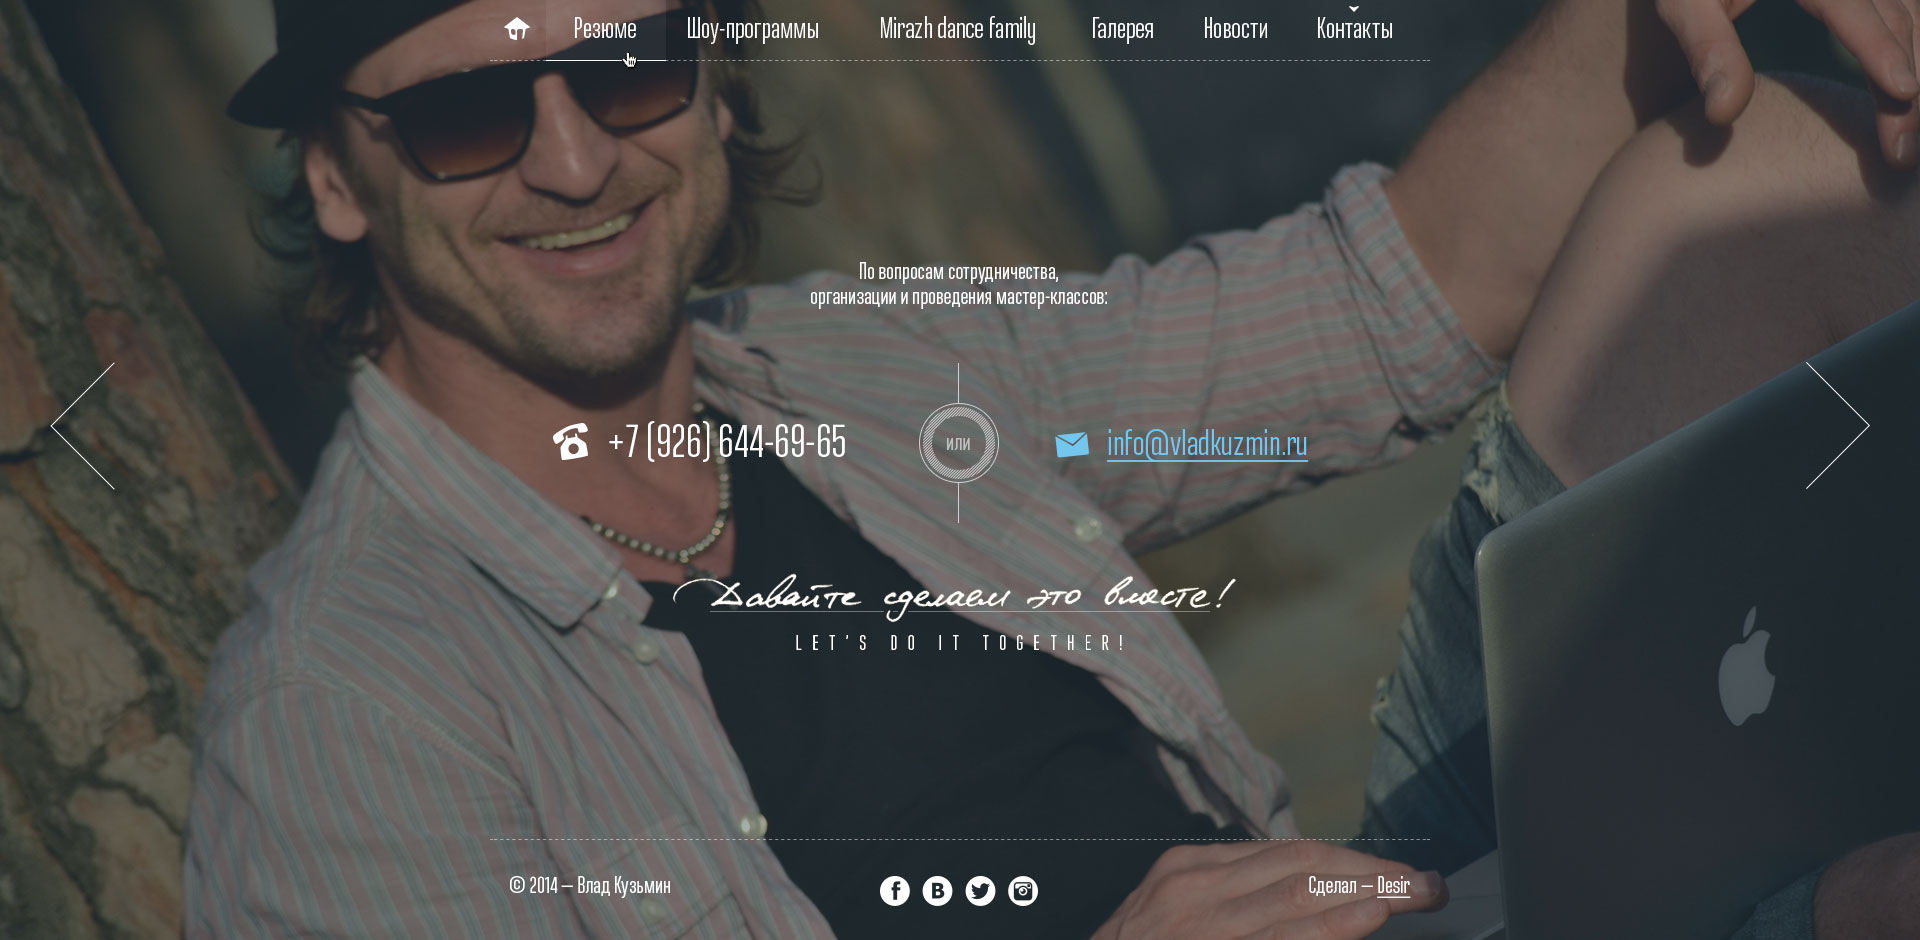 Резюме Шоу-программы Mirazh dance family Галерея Новости Контакты
По вопросам сотрудничества,
организации и проведения мастер-классов:
+7 (926) 644-69-65 или info@vladkuzmin.ru
Давайте сделаем это вместе!
LET'S DO IT TOGETHER!
© 2014 — Влад Кузьмин Сделал — Desir